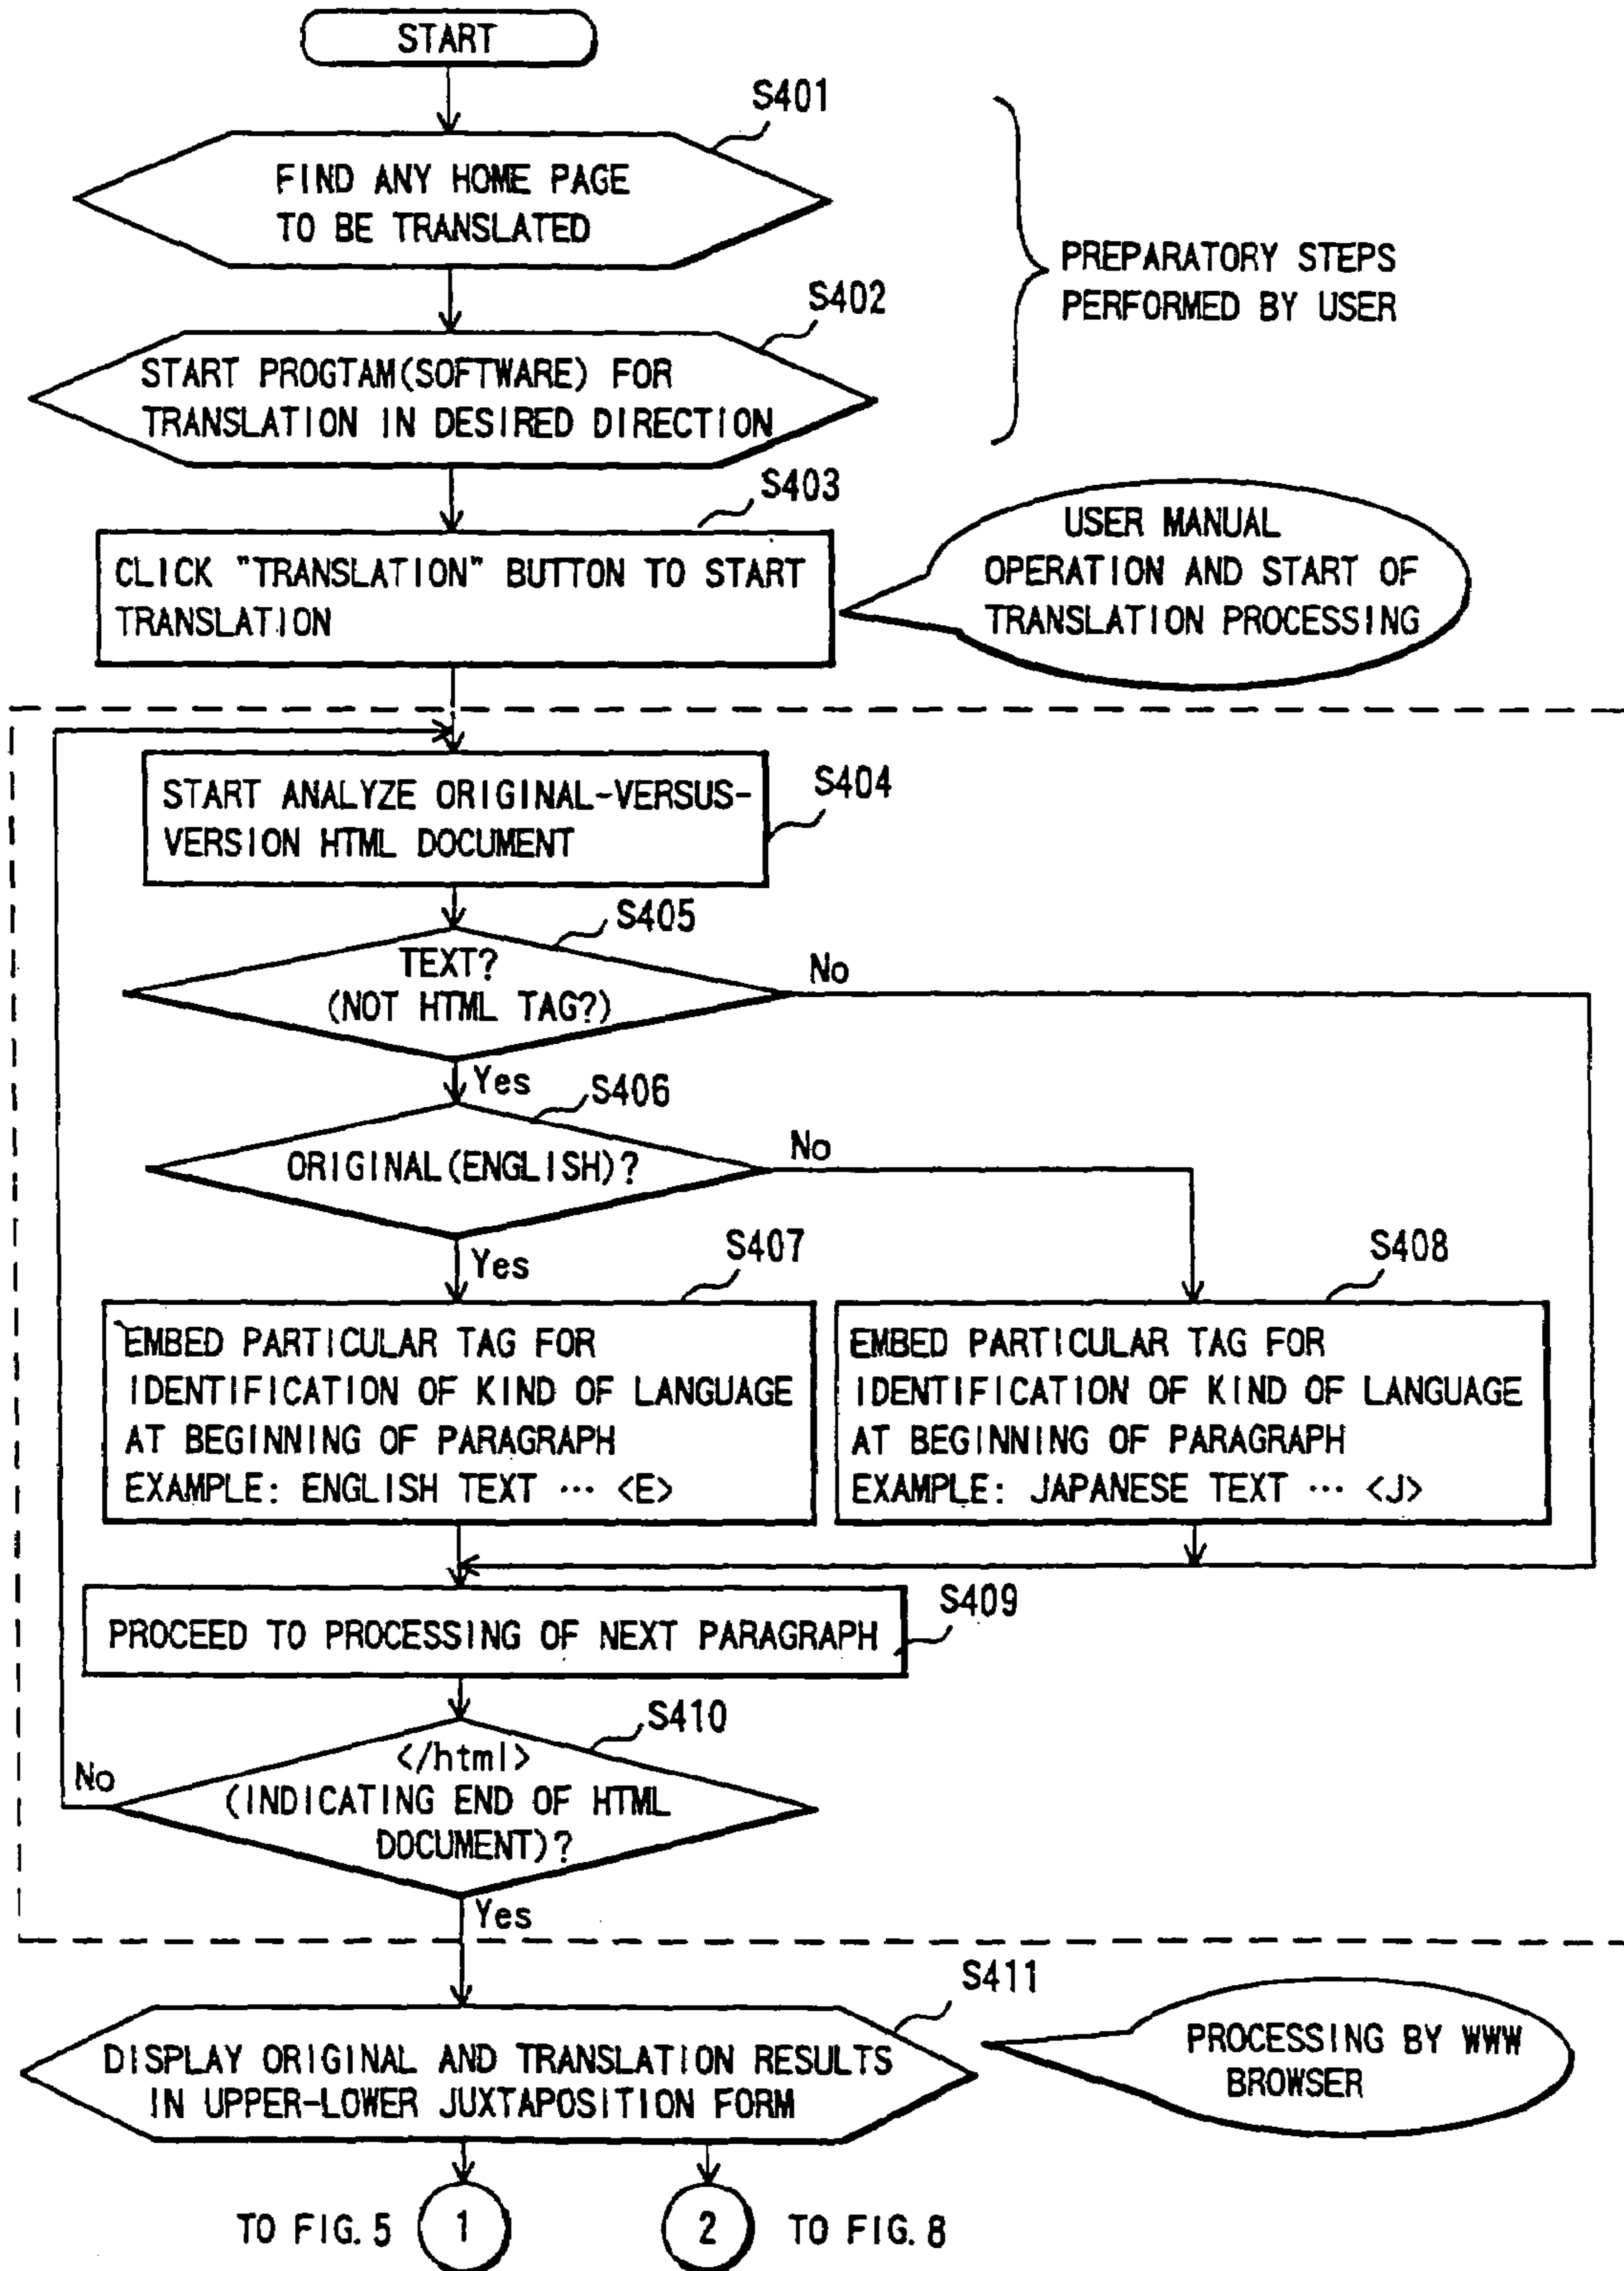 START
S401
FIND ANY HOME PAGE
TO BE TRANSLATED
S402
START PROGTAM(SOFTWARE) FOR
TRANSLATION IN DESIRED DIRECTION
PREPARATORY STEPS
PERFORMED BY USER
S403
CLICK "TRANSLATION" BUTTON TO START
TRANSLATION
USER MANUAL
OPERATION AND START OF
TRANSLATION PROCESSING
S404
START ANALYZE ORIGINAL-VERSUS-
VERSION HTML DOCUMENT
S405
TEXT?
(NOT HTML TAG?)
No
Yes
S406
ORIGINAL(ENGLISH)?
No
Yes
S407
EMBED PARTICULAR TAG FOR
IDENTIFICATION OF KIND OF LANGUAGE
AT BEGINNING OF PARAGRAPH
EXAMPLE: ENGLISH TEXT ··· <E>
S408
EMBED PARTICULAR TAG FOR
IDENTIFICATION OF KIND OF LANGUAGE
AT BEGINNING OF PARAGRAPH
EXAMPLE: JAPANESE TEXT ··· <J>
S409
PROCEED TO PROCESSING OF NEXT PARAGRAPH
S410
</html>
(INDICATING END OF HTML
DOCUMENT)?
No
Yes
S411
DISPLAY ORIGINAL AND TRANSLATION RESULTS
IN UPPER-LOWER JUXTAPOSITION FORM
PROCESSING BY WWW
BROWSER
TO FIG. 5 1
2 TO FIG. 8